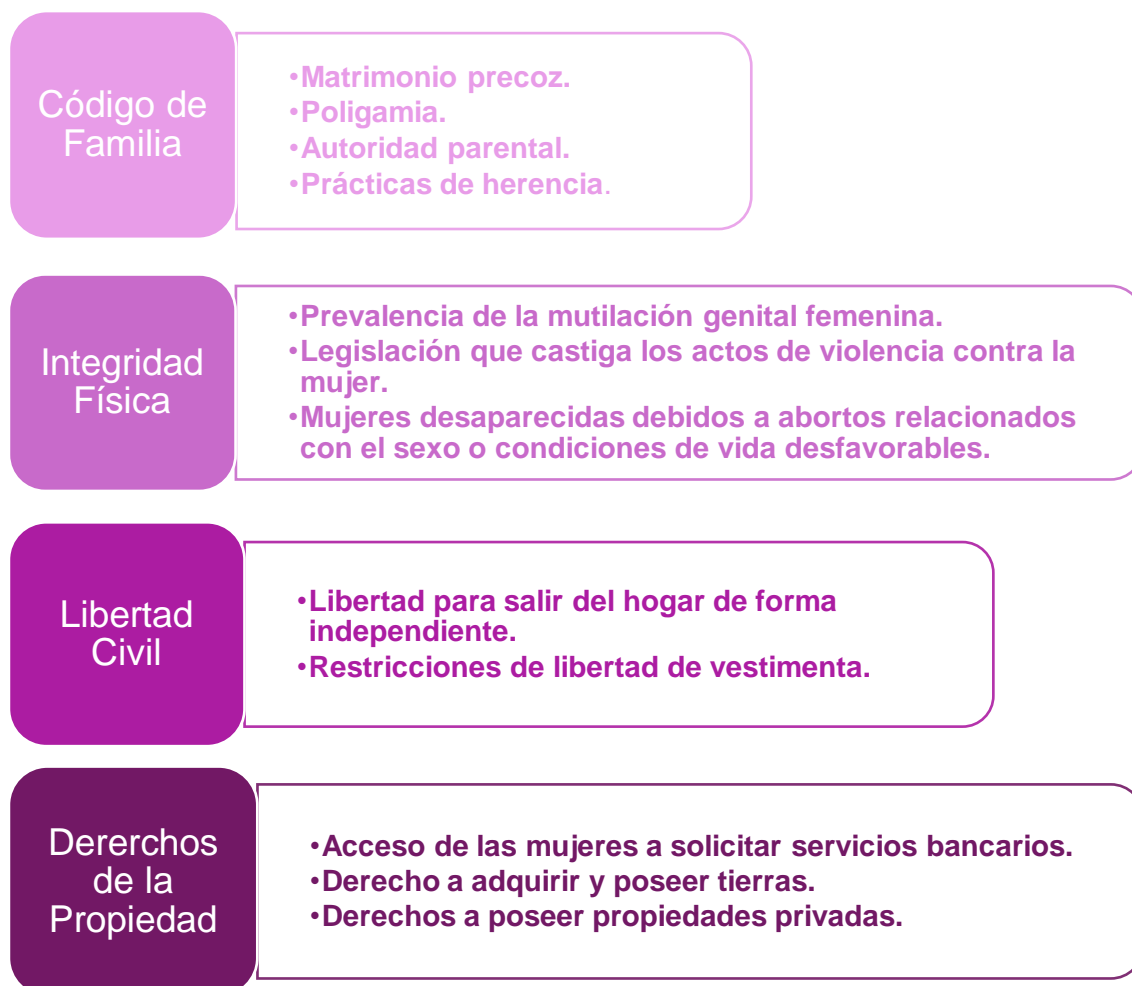 Código de
Familia
•Matrimonio precoz.
•Poligamia.
•Autoridad parental.
•Prácticas de herencia.
Integridad
Física
•Prevalencia de la mutilación genital femenina.
•Legislación que castiga los actos de violencia contra la
mujer.
•Mujeres desaparecidas debidos a abortos relacionados
con el sexo o condiciones de vida desfavorables.
Libertad
Civil
•Libertad para salir del hogar de forma
independiente.
•Restricciones de libertad de vestimenta.
Dererchos
de la
Propiedad
•Acceso de las mujeres a solicitar servicios bancarios.
•Derecho a adquirir y poseer tierras.
•Derechos a poseer propiedades privadas.